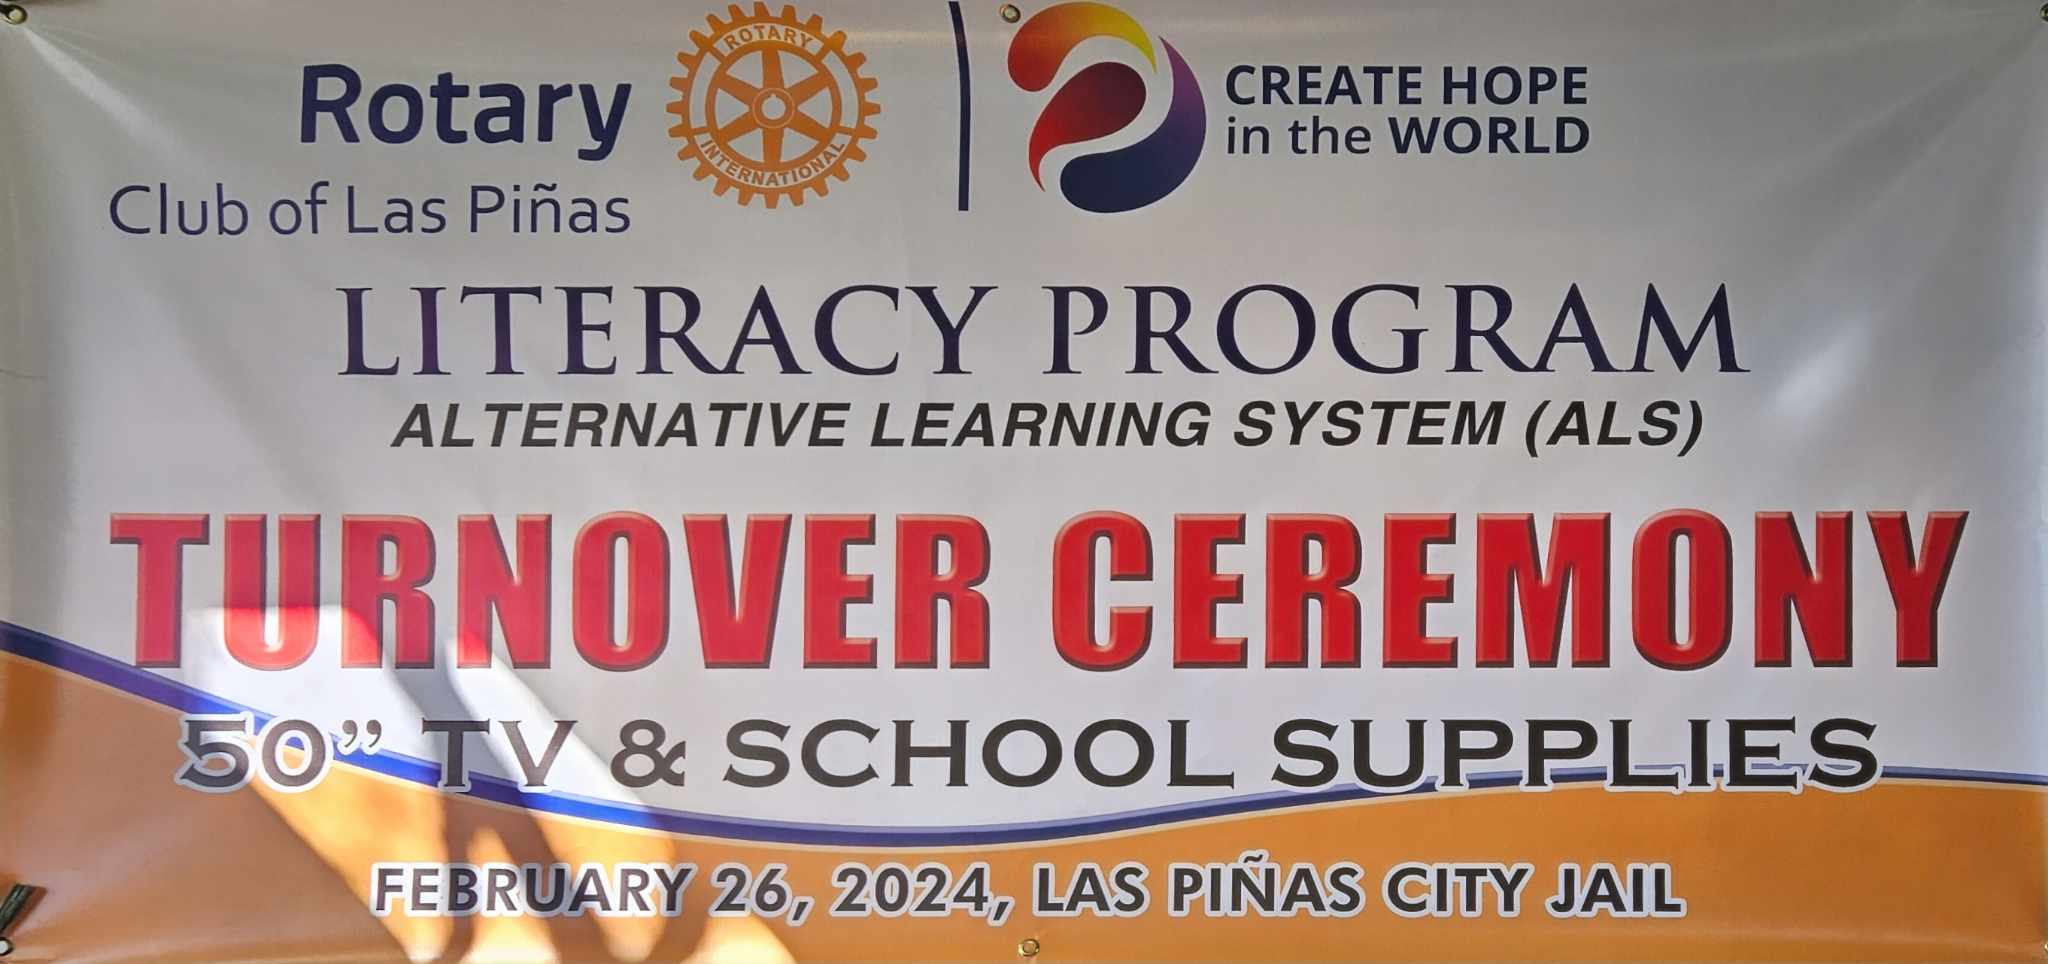 Rotary
Club of Las Piñas
ROTARY
INTERNATIONAL
CREATE HOPE
in the WORLD
LITERACY PROGRAM
ALTERNATIVE LEARNING SYSTEM (ALS)
TURNOVER CEREMONY
50” TV & SCHOOL SUPPLIES
FEBRUARY 26, 2024, LAS PIÑAS CITY JAIL